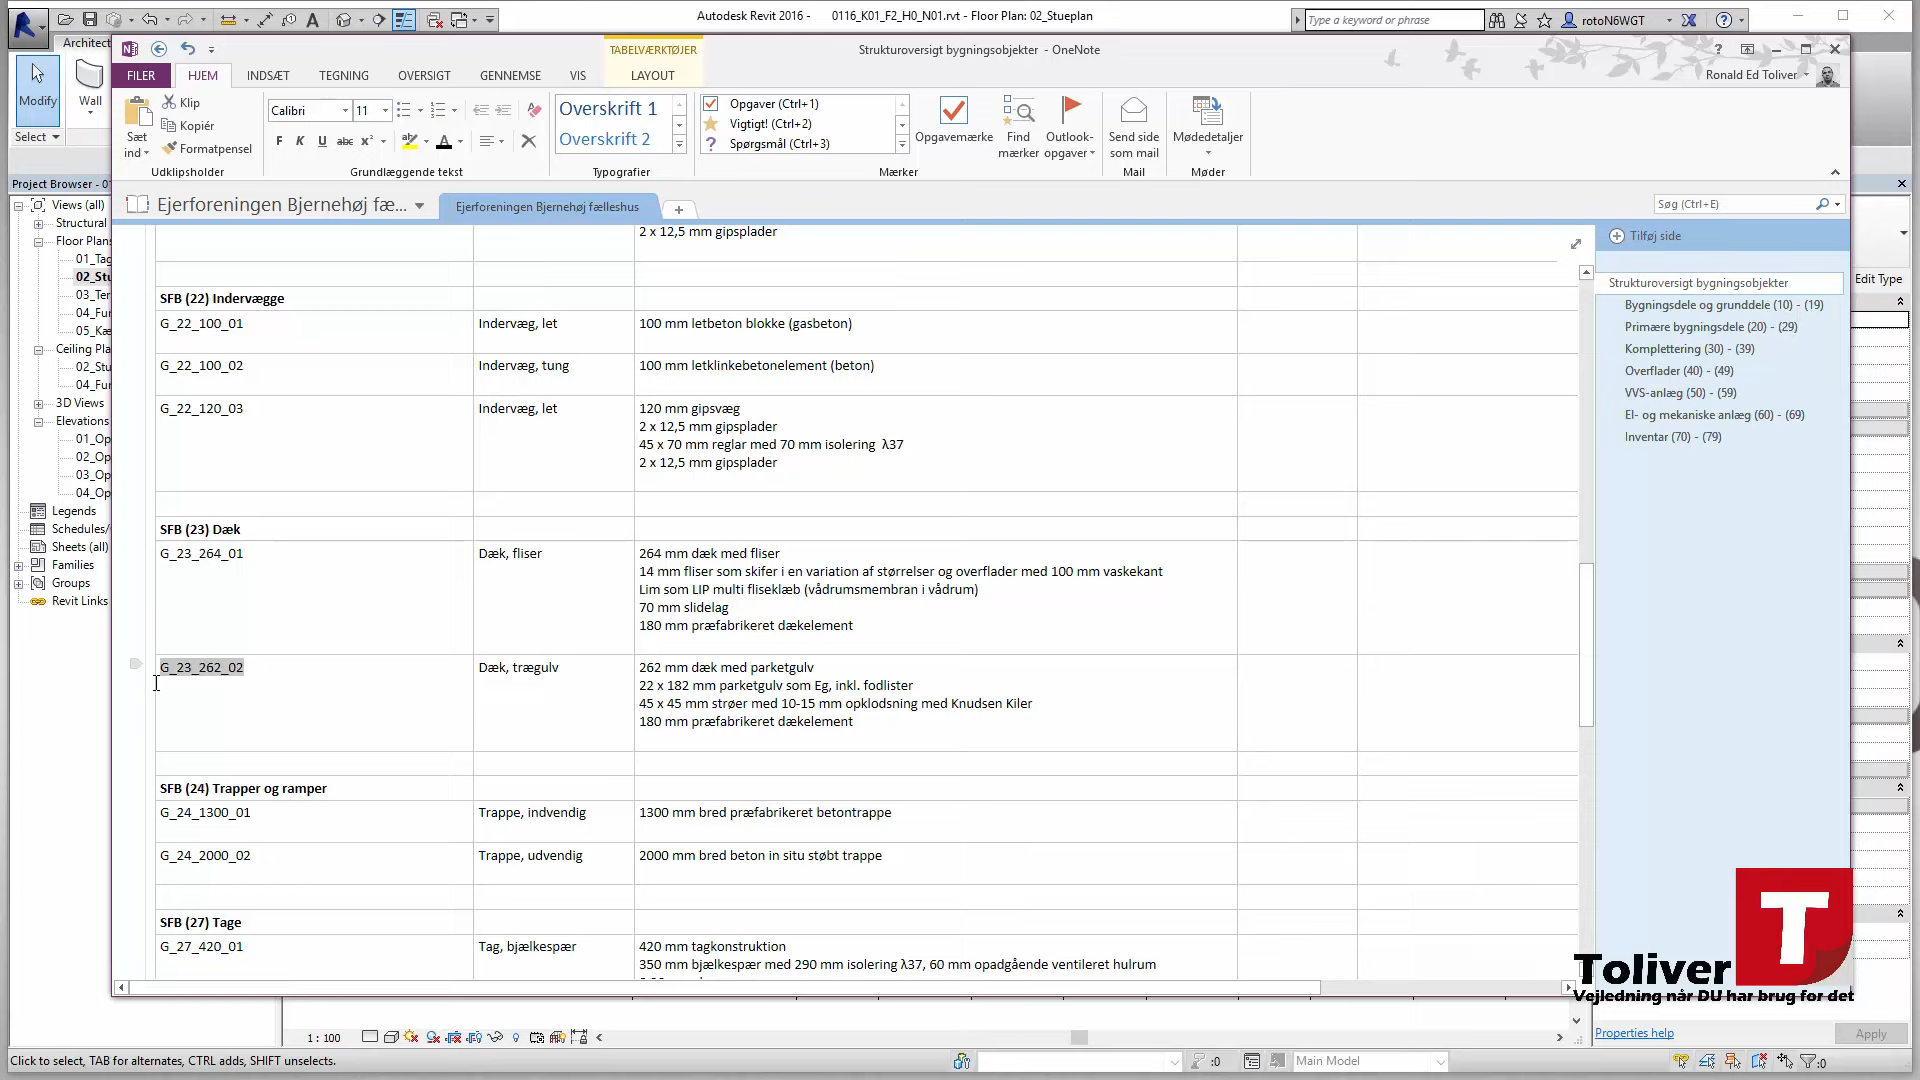 Autodesk Revit 2016 - 0116_K01_F2_H0_N01.rvt - Floor Plan: 02_Stueplan
Type a keyword or phrase
rotoN6WGT
Architect
Modify
Wall
Select
Strukturoversigt bygningsobjekter - OneNote
TABELVÆRKTØJER
FILER HJEM INDSÆT TEGNING OVERSIGT GENNEMSE VIS LAYOUT
Ronald Ed Toliver
Sæt ind
Klip
Kopiér
Formatpensel
Udklipsholder
Calibri 11
F K U abc x² A
Grundlæggende tekst
Overskrift 1
Overskrift 2
Typografier
Opgaver (Ctrl+1)
Vigtigt! (Ctrl+2)
Spørgsmål (Ctrl+3)
Opgavemærke
Find mærker
Outlook-opgaver
Mærker
Send side som mail
Mail
Mødedetaljer
Møder
Ejerforeningen Bjernehøj fæ...
Ejerforeningen Bjernehøj fælleshus
Søg (Ctrl+E)
Tilføj side
Strukturoversigt bygningsobjekter
Bygningsdele og grunddele (10) - (19)
Primære bygningsdele (20) - (29)
Komplettering (30) - (39)
Overflader (40) - (49)
VVS-anlæg (50) - (59)
El- og mekaniske anlæg (60) - (69)
Inventar (70) - (79)
Project Browser - 0
Views (all)
Structural
Floor Plans
01_Tag
02_Stu
03_Ter
04_Fur
05_Kæ
Ceiling Pla
02_Stu
04_Fur
3D Views
Elevations
01_Op
02_Op
03_Op
04_Op
Legends
Schedules/
Sheets (all)
Families
Groups
Revit Links
Edit Type
2 x 12,5 mm gipsplader
SFB (22) Indervægge
G_22_100_01 Indervæg, let 100 mm letbeton blokke (gasbeton)
G_22_100_02 Indervæg, tung 100 mm letklinkebetonelement (beton)
G_22_120_03 Indervæg, let 120 mm gipsvæg
2 x 12,5 mm gipsplader
45 x 70 mm reglar med 70 mm isolering λ37
2 x 12,5 mm gipsplader
SFB (23) Dæk
G_23_264_01 Dæk, fliser 264 mm dæk med fliser
14 mm fliser som skifer i en variation af størrelser og overflader med 100 mm vaskekant
Lim som LIP multi fliseklæb (vådrumsmembran i vådrum)
70 mm slidelag
180 mm præfabrikeret dækelement
G_23_262_02 Dæk, trægulv 262 mm dæk med parketgulv
22 x 182 mm parketgulv som Eg, inkl. fodlister
45 x 45 mm strøer med 10-15 mm opklodsning med Knudsen Kiler
180 mm præfabrikeret dækelement
SFB (24) Trapper og ramper
G_24_1300_01 Trappe, indvendig 1300 mm bred præfabrikeret betontrappe
G_24_2000_02 Trappe, udvendig 2000 mm bred beton in situ støbt trappe
SFB (27) Tage
G_27_420_01 Tag, bjælkespær 420 mm tagkonstruktion
350 mm bjælkespær med 290 mm isolering λ37, 60 mm opadgående ventileret hulrum
T
Toliver
Vejledning når DU har brug for det
1 : 100
Properties help
Apply
Click to select, TAB for alternates, CTRL adds, SHIFT unselects.
:0
Main Model
:0